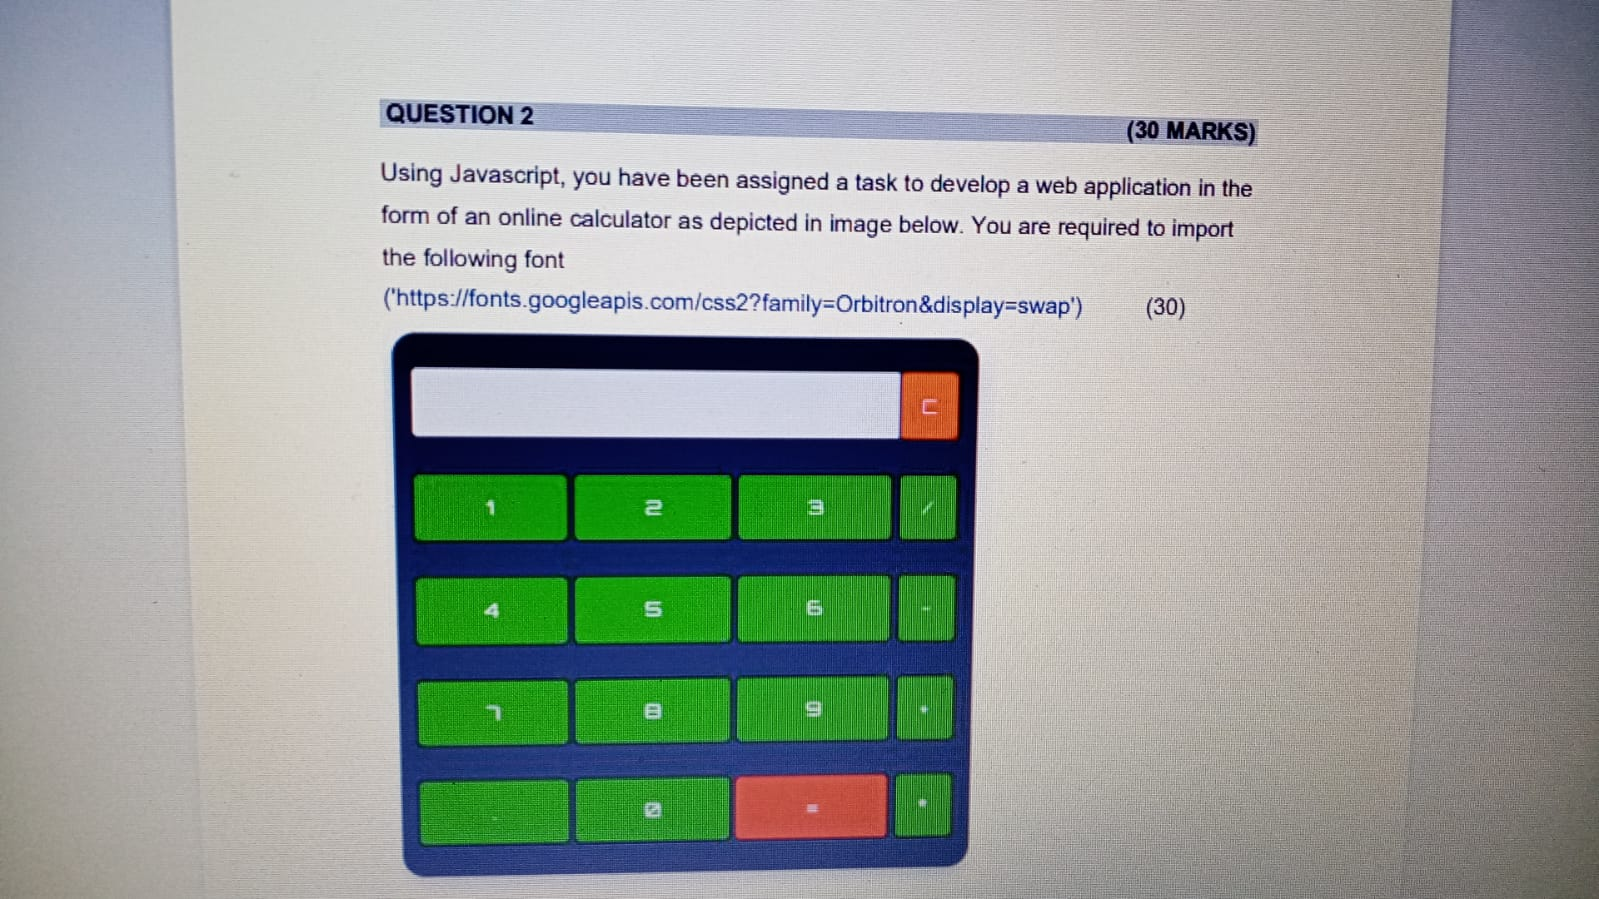 QUESTION 2
(30 MARKS)
Using Javascript, you have been assigned a task to develop a web application in the
form of an online calculator as depicted in image below. You are required to import
the following font
('https://fonts.googleapis.com/css2?family=Orbitron&display=swap') (30)
C
1 2 3 /
4 5 6 -
7 8 9
. 0 =